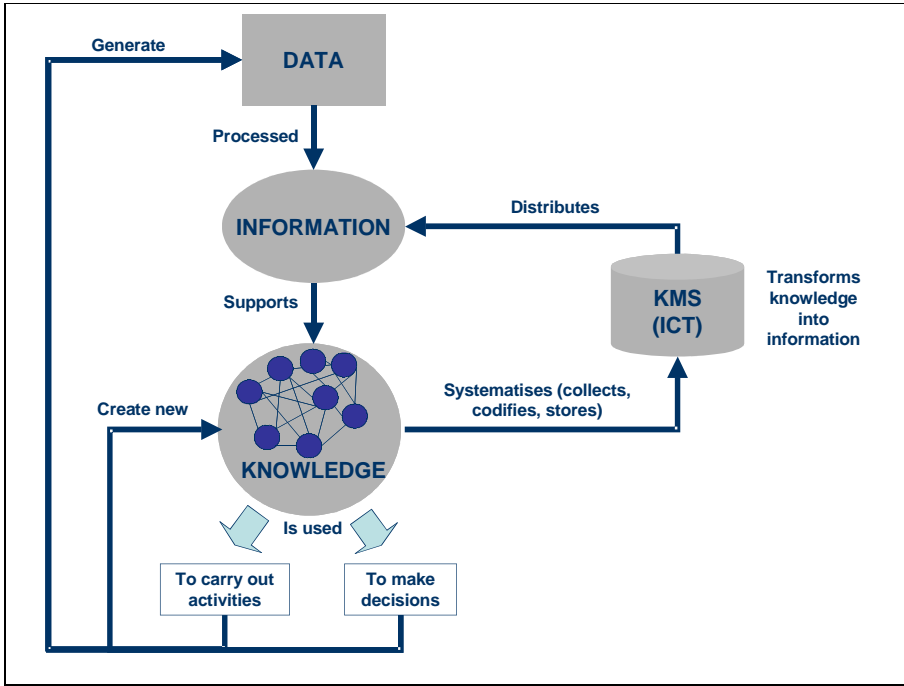 Generate
DATA
Processed
INFORMATION
Distributes
KMS
(ICT)
Transforms
knowledge
into
information
Supports
Create new
Systematises (collects,
codifies, stores)
KNOWLEDGE
Is used
To carry out
activities
To make
decisions